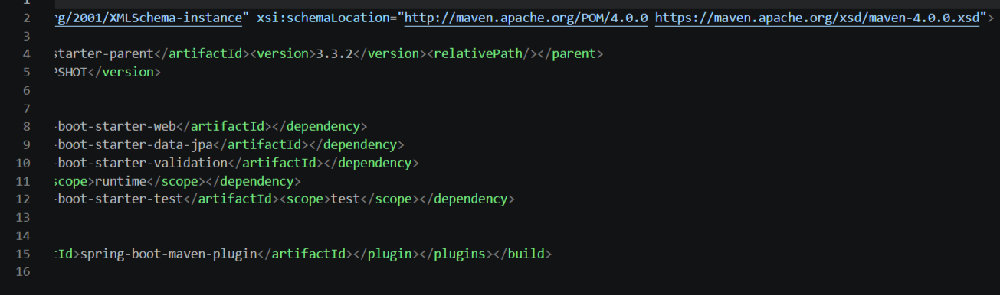 1
2 rg/2001/XMLSchema-instance" xsi:schemaLocation="http://maven.apache.org/POM/4.0.0 https://maven.apache.org/xsd/maven-4.0.0.xsd">
3
4 starter-parent</artifactId><version>3.3.2</version><relativePath/></parent>
5 PSHOT</version>
6
7
8 -boot-starter-web</artifactId></dependency>
9 -boot-starter-data-jpa</artifactId></dependency>
10 -boot-starter-validation</artifactId></dependency>
11 scope>runtime</scope></dependency>
12 -boot-starter-test</artifactId><scope>test</scope></dependency>
13
14
15 tId>spring-boot-maven-plugin</artifactId></plugin></plugins></build>
16